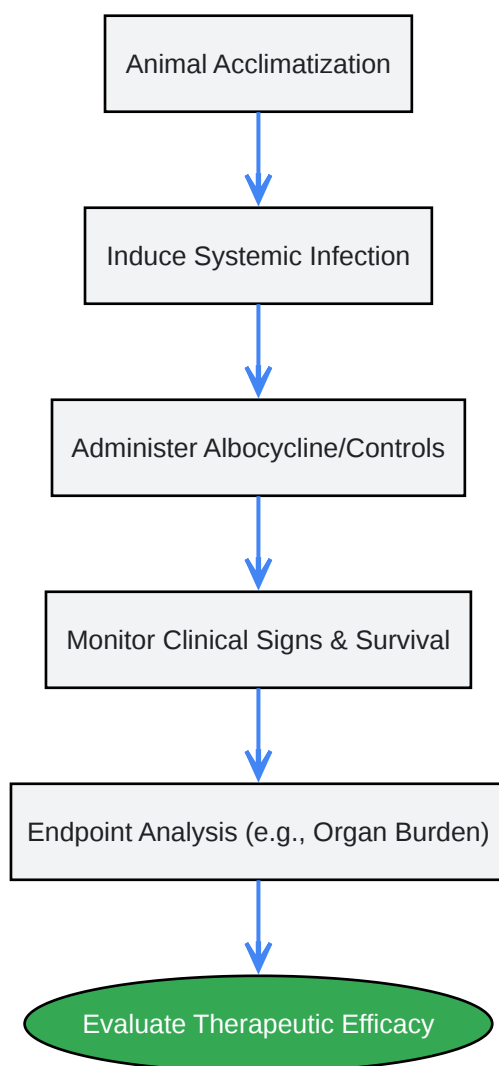 Animal Acclimatization
Induce Systemic Infection
Administer Albocycline/Controls
Monitor Clinical Signs & Survival
Endpoint Analysis (e.g., Organ Burden)
Evaluate Therapeutic Efficacy